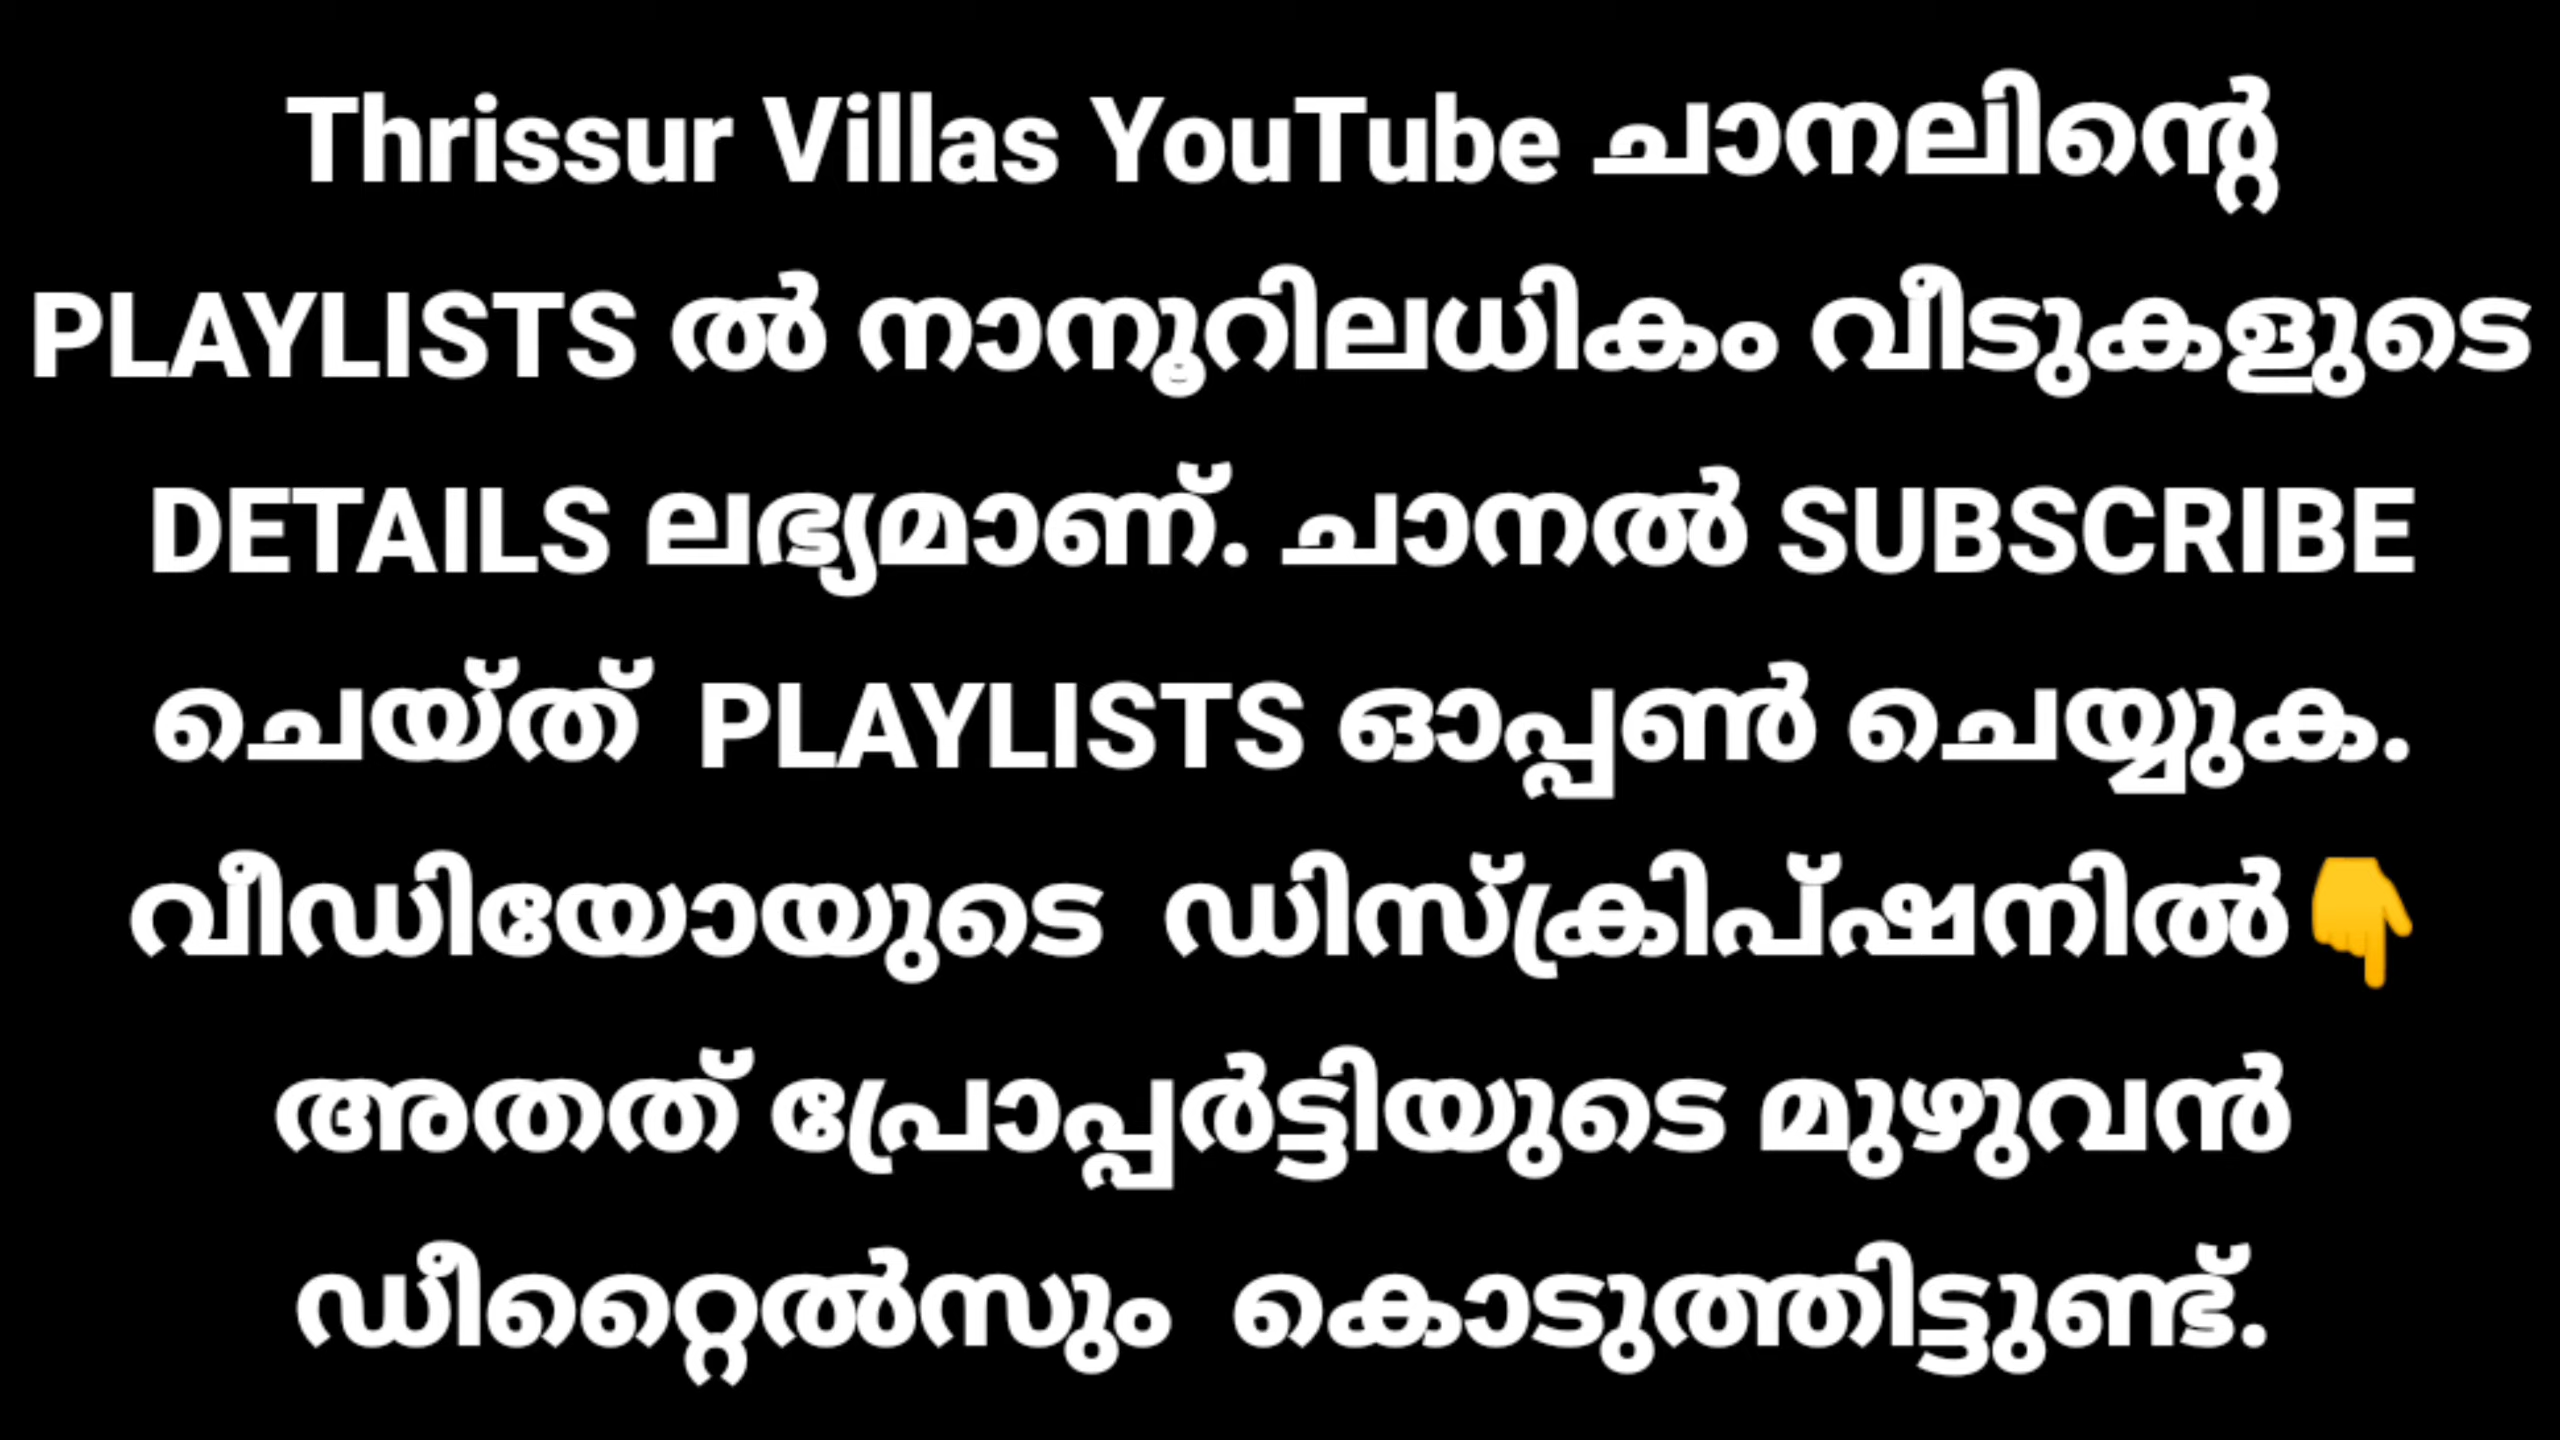 Thrissur Villas YouTube ചാനലിന്റെ
PLAYLISTS ൽ നാനൂറിലധികം വീടുകളുടെ
DETAILS ലഭ്യമാണ്. ചാനൽ SUBSCRIBE
ചെയ്ത് PLAYLISTS ഓപ്പൺ ചെയ്യുക.
വീഡിയോയുടെ ഡിസ്ക്രിപ്ഷനിൽ👇
അതത് പ്രോപ്പർട്ടിയുടെ മുഴുവൻ
ഡീറ്റൈൽസും കൊടുത്തിട്ടുണ്ട്.